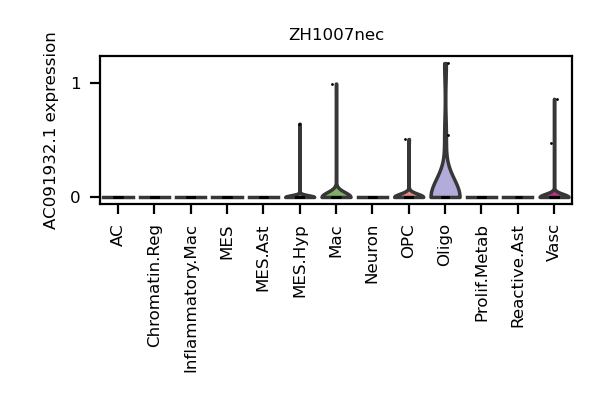 ZH1007nec
AC091932.1 expression
1
0
AC
Chromatin.Reg
Inflammatory.Mac
MES
MES.Ast
MES.Hyp
Mac
Neuron
OPC
Oligo
Prolif.Metab
Reactive.Ast
Vasc